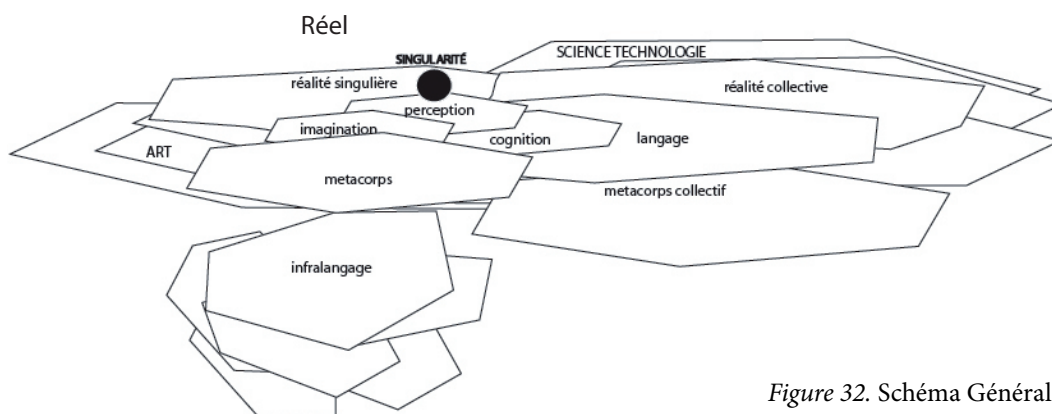 Réel
SCIENCE TECHNOLOGIE
SINGULARITÉ
réalité singulière
réalité collective
perception
imagination
cognition
langage
ART
metacorps
metacorps collectif
infralangage
Figure 32. Schéma Général